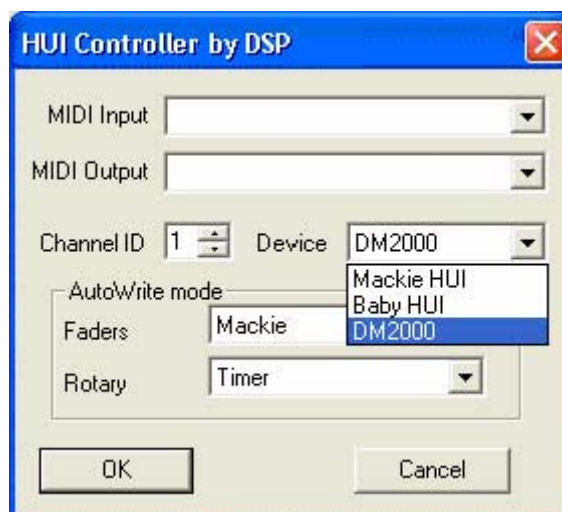 HUI Controller by DSP
MIDI Input
MIDI Output
Channel ID 1 Device DM2000
Mackie HUI
Baby HUI
DM2000
AutoWrite mode
Faders Mackie
Rotary Timer
OK Cancel